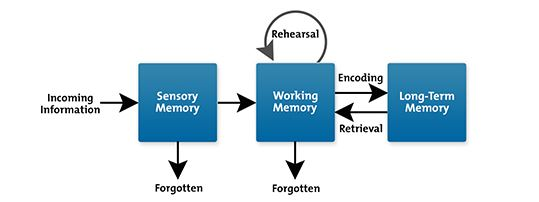 Rehearsal
Incoming
Information
Sensory
Memory
Working
Memory
Encoding
Retrieval
Long-Term
Memory
Forgotten
Forgotten